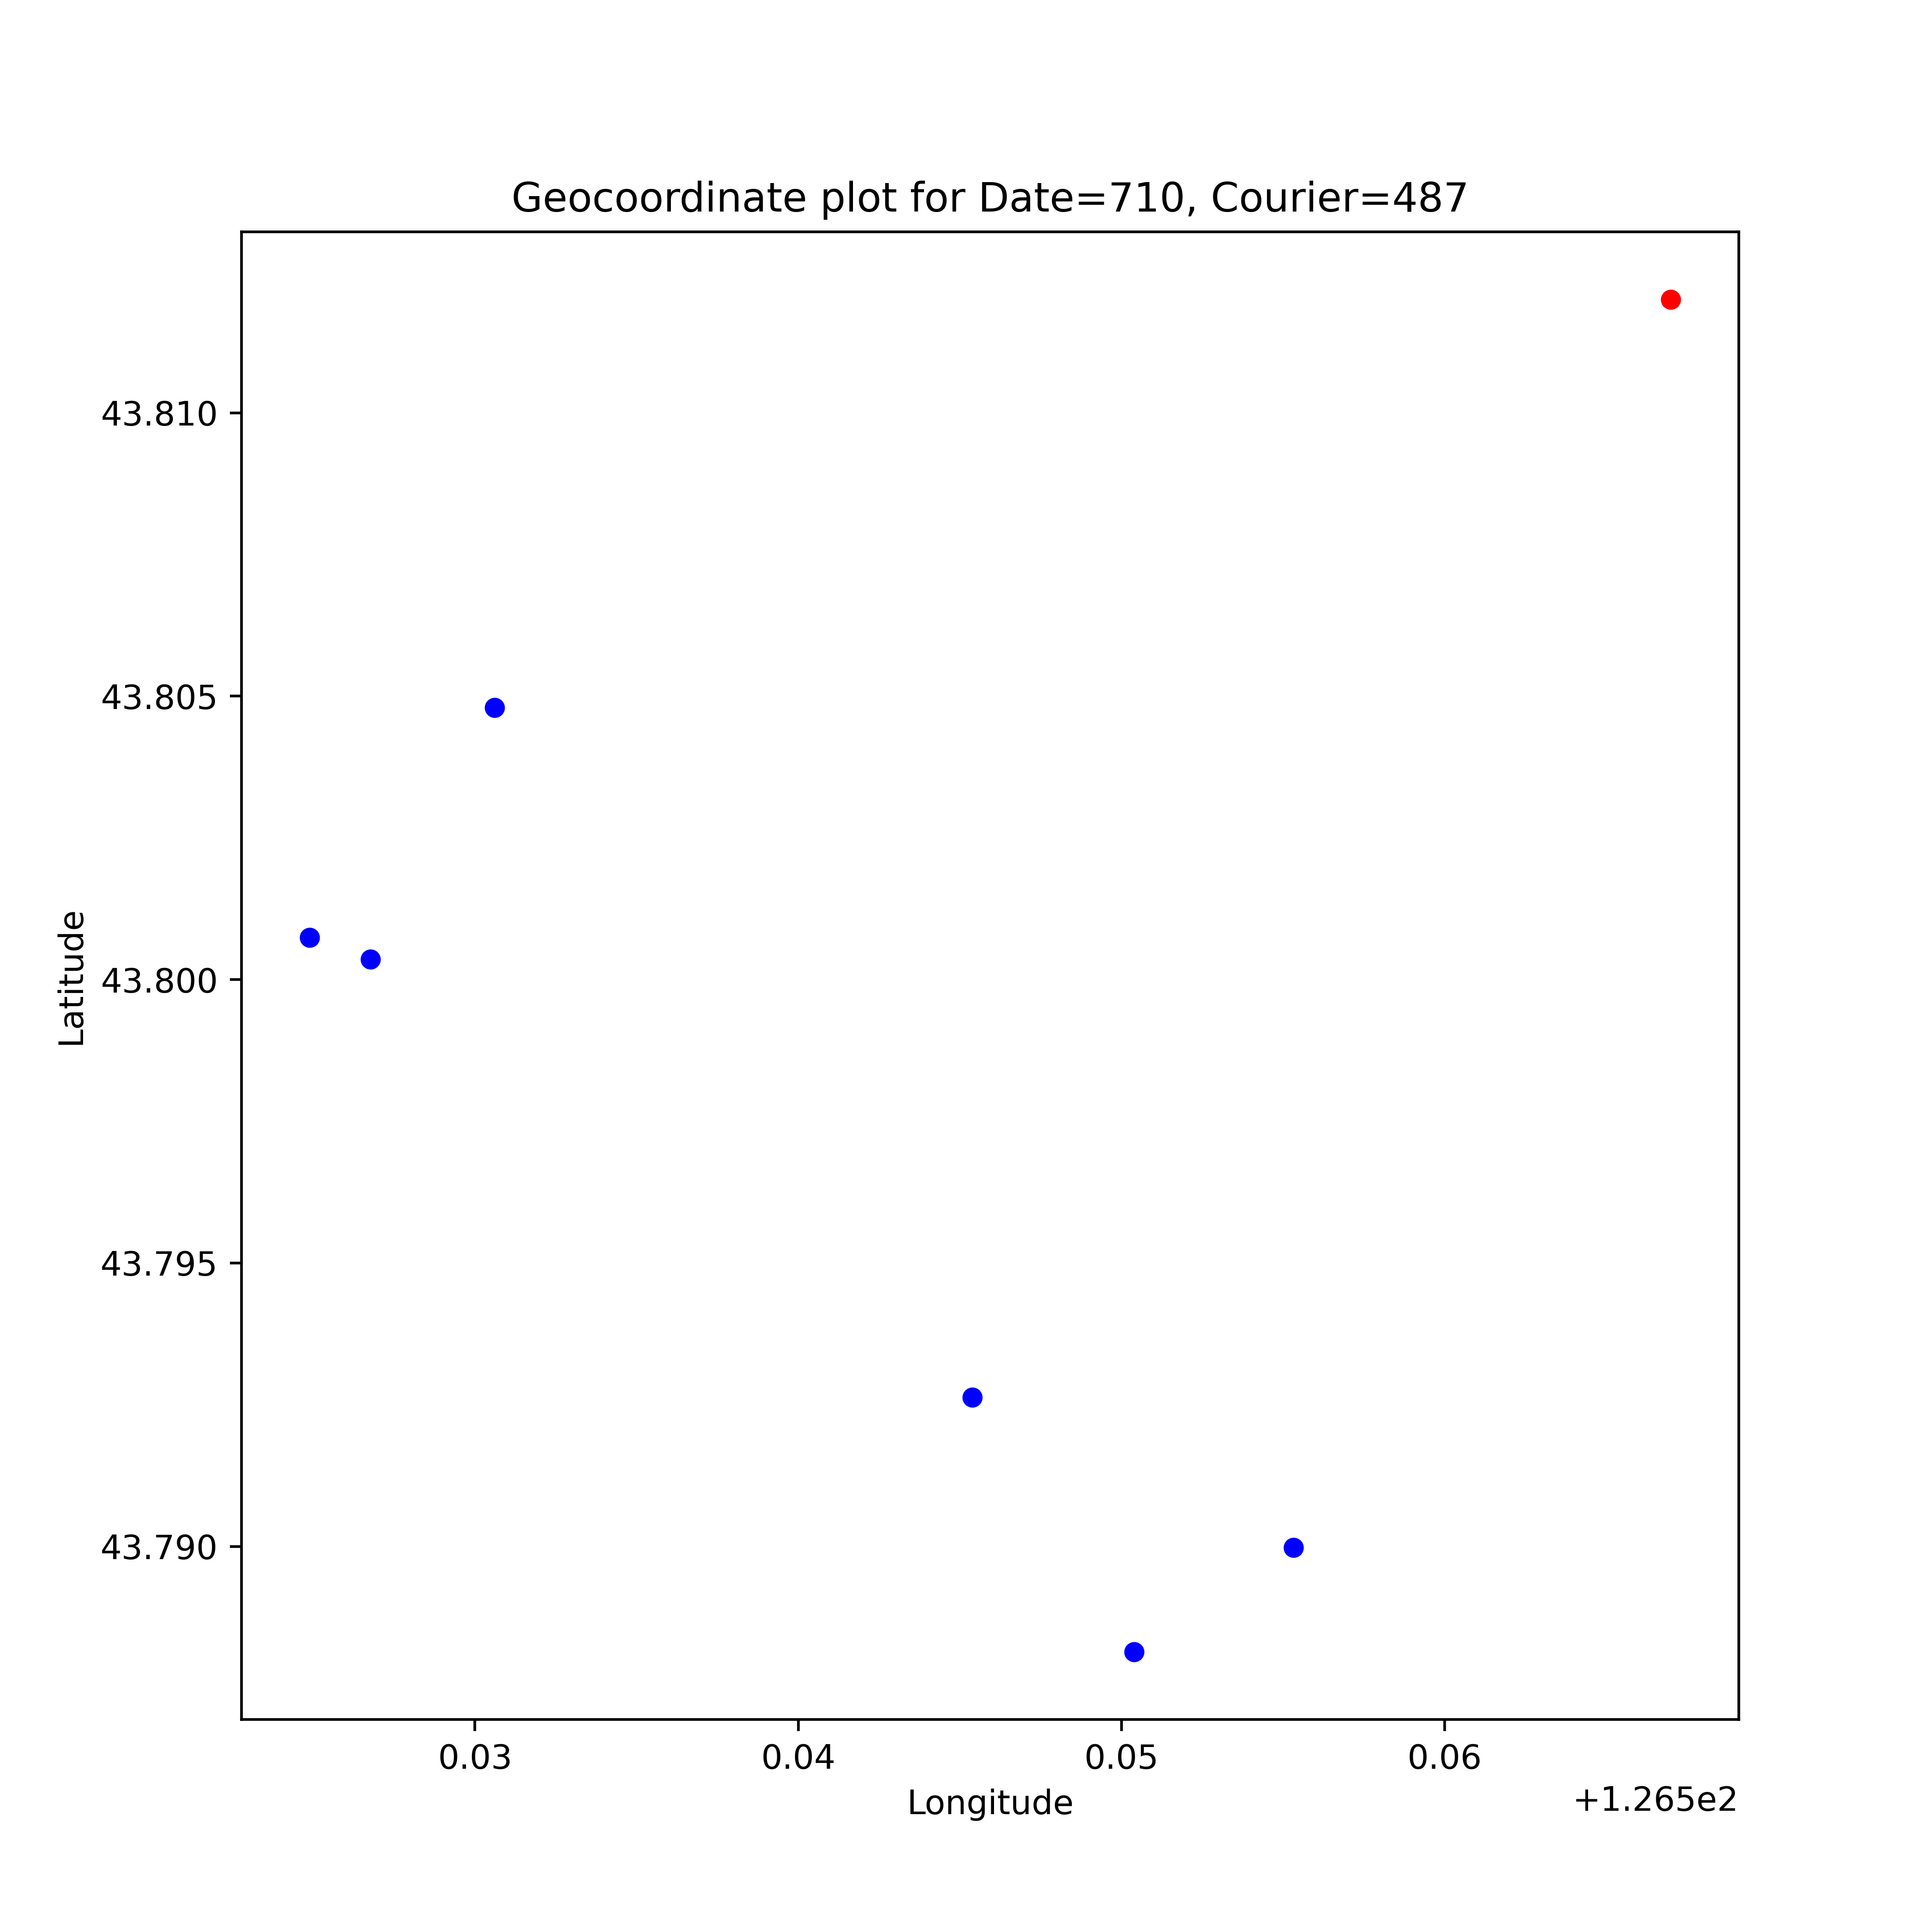 Geocoordinate plot for Date=710, Courier=487
43.810
43.805
43.800
43.795
43.790
Latitude
0.03 0.04 0.05 0.06
Longitude
+1.265e2